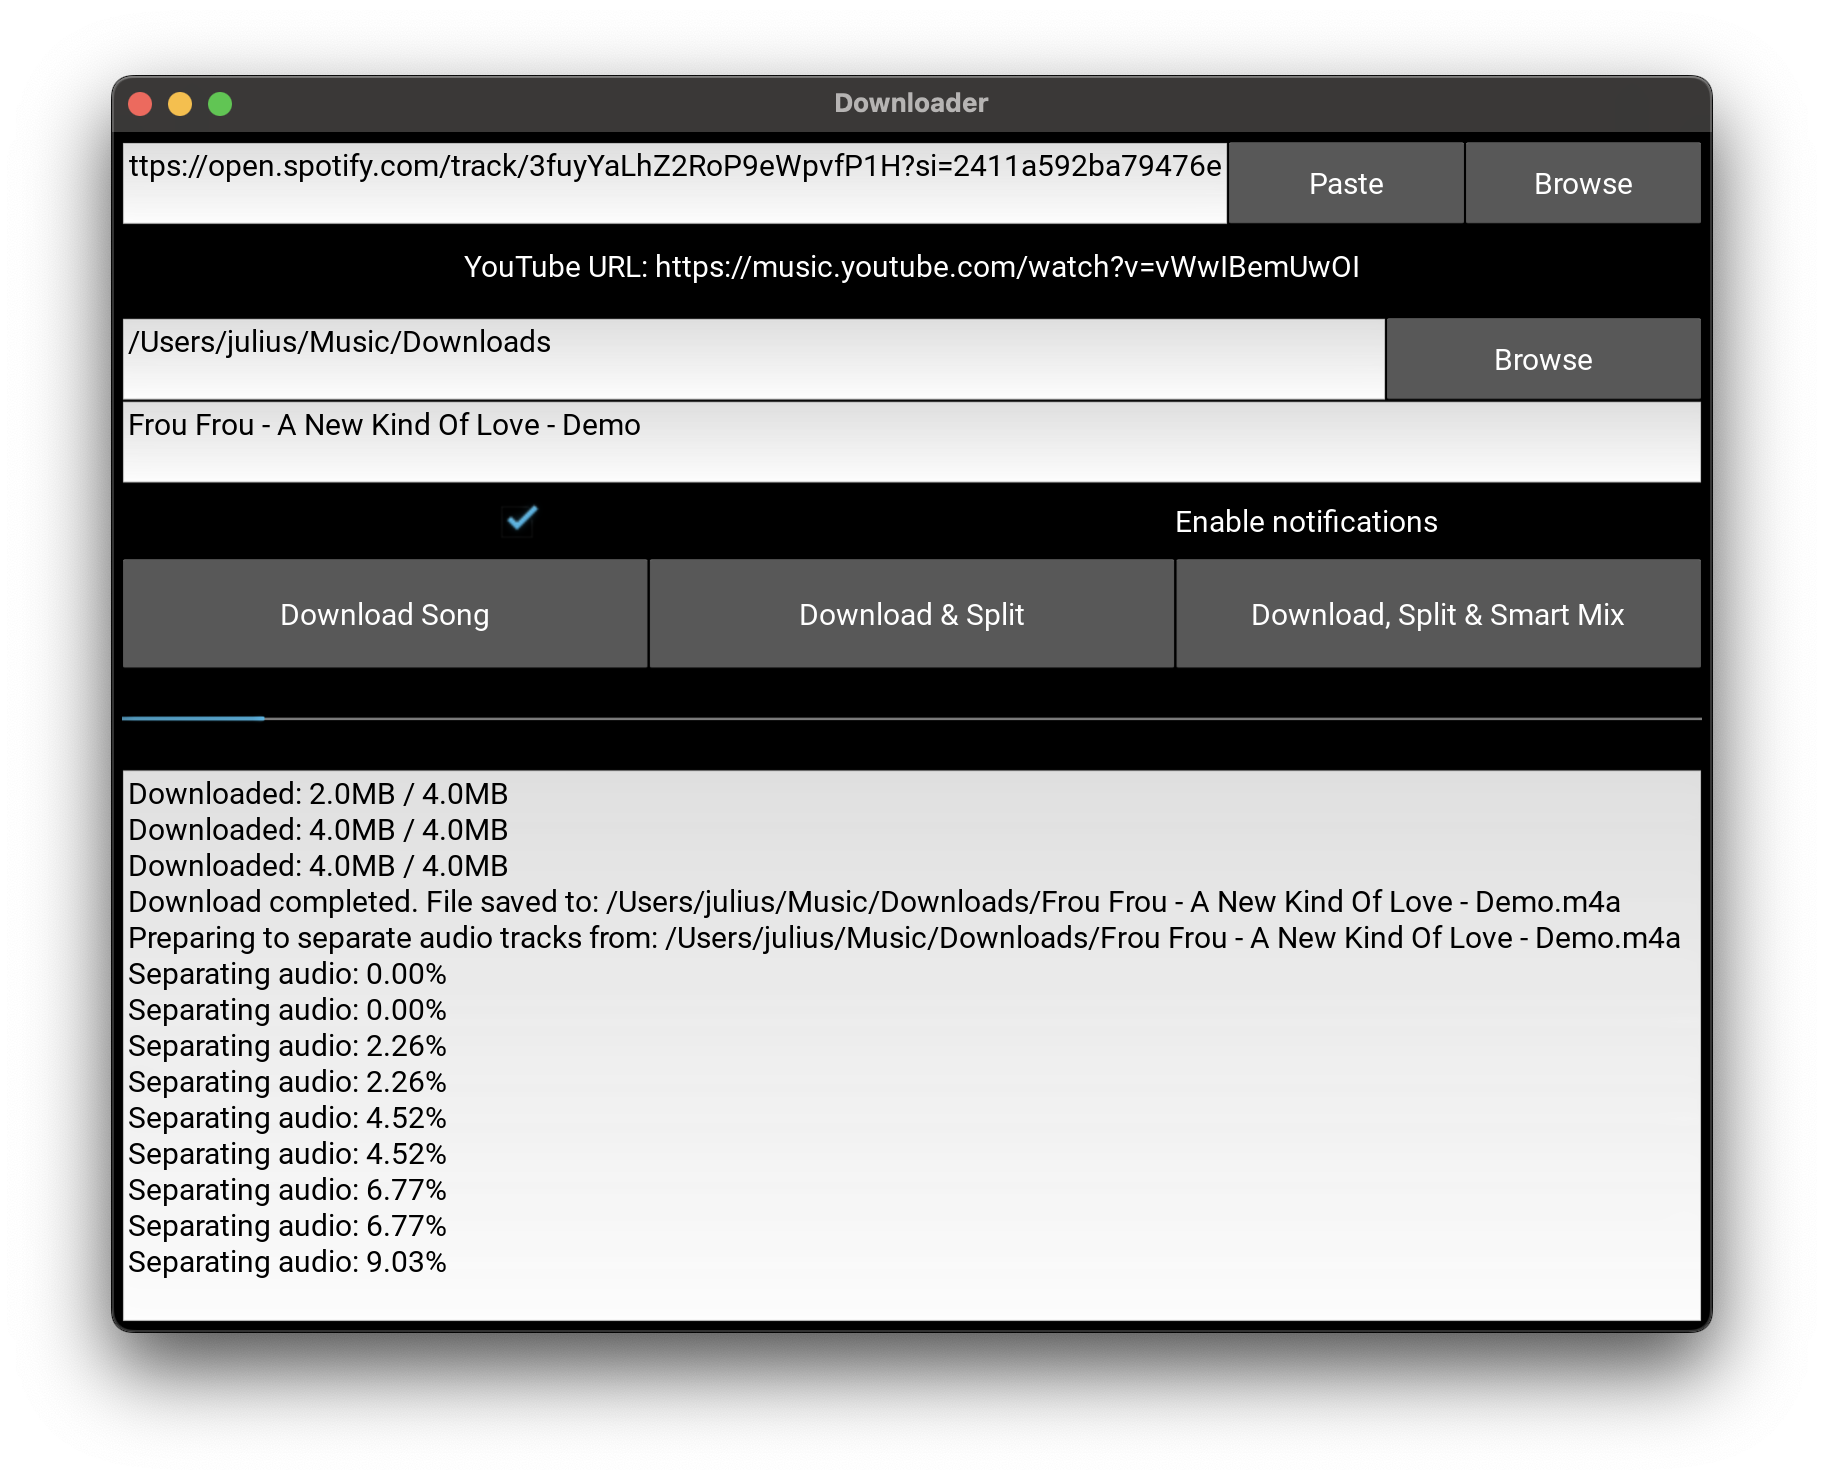 Downloader
ttps://open.spotify.com/track/3fuyYaLhZ2RoP9eWpvfP1H?si=2411a592ba79476e
Paste
Browse
YouTube URL: https://music.youtube.com/watch?v=vWwIBemUwOI
/Users/julius/Music/Downloads
Browse
Frou Frou - A New Kind Of Love - Demo
Enable notifications
Download Song
Download & Split
Download, Split & Smart Mix
Downloaded: 2.0MB / 4.0MB
Downloaded: 4.0MB / 4.0MB
Downloaded: 4.0MB / 4.0MB
Download completed. File saved to: /Users/julius/Music/Downloads/Frou Frou - A New Kind Of Love - Demo.m4a
Preparing to separate audio tracks from: /Users/julius/Music/Downloads/Frou Frou - A New Kind Of Love - Demo.m4a
Separating audio: 0.00%
Separating audio: 0.00%
Separating audio: 2.26%
Separating audio: 2.26%
Separating audio: 4.52%
Separating audio: 4.52%
Separating audio: 6.77%
Separating audio: 6.77%
Separating audio: 9.03%